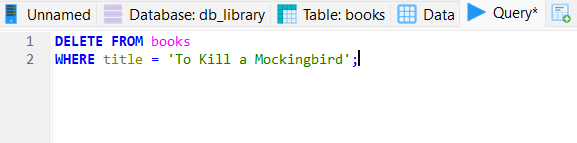 Unnamed Database: db_library Table: books Data Query*
1 DELETE FROM books
2 WHERE title = 'To Kill a Mockingbird';